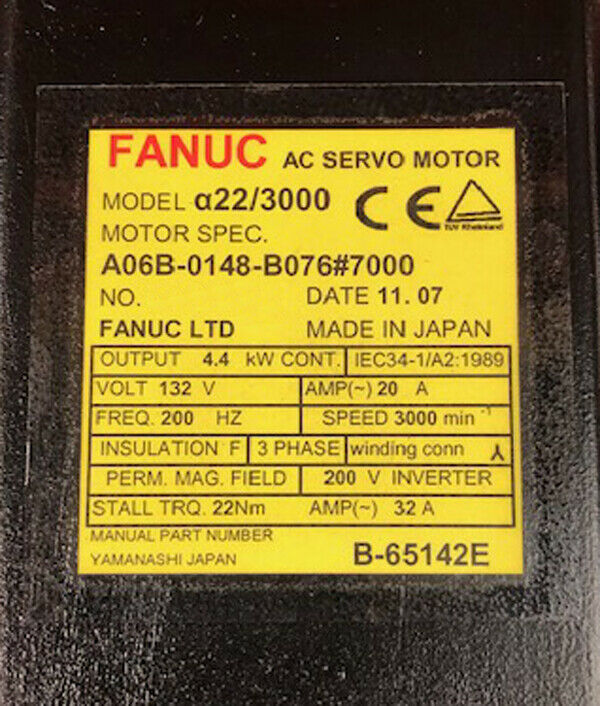 FANUC AC SERVO MOTOR
MODEL α22/3000
TÜV Rheinland
MOTOR SPEC.
A06B-0148-B076#7000
NO. DATE 11. 07
FANUC LTD MADE IN JAPAN
OUTPUT 4.4 kW CONT. IEC34-1/A2:1989
VOLT 132 V AMP(~) 20 A
FREQ. 200 HZ SPEED 3000 min⁻¹
INSULATION F 3 PHASE winding conn
PERM. MAG. FIELD 200 V INVERTER
STALL TRQ. 22Nm AMP(~) 32 A
MANUAL PART NUMBER
YAMANASHI JAPAN B-65142E